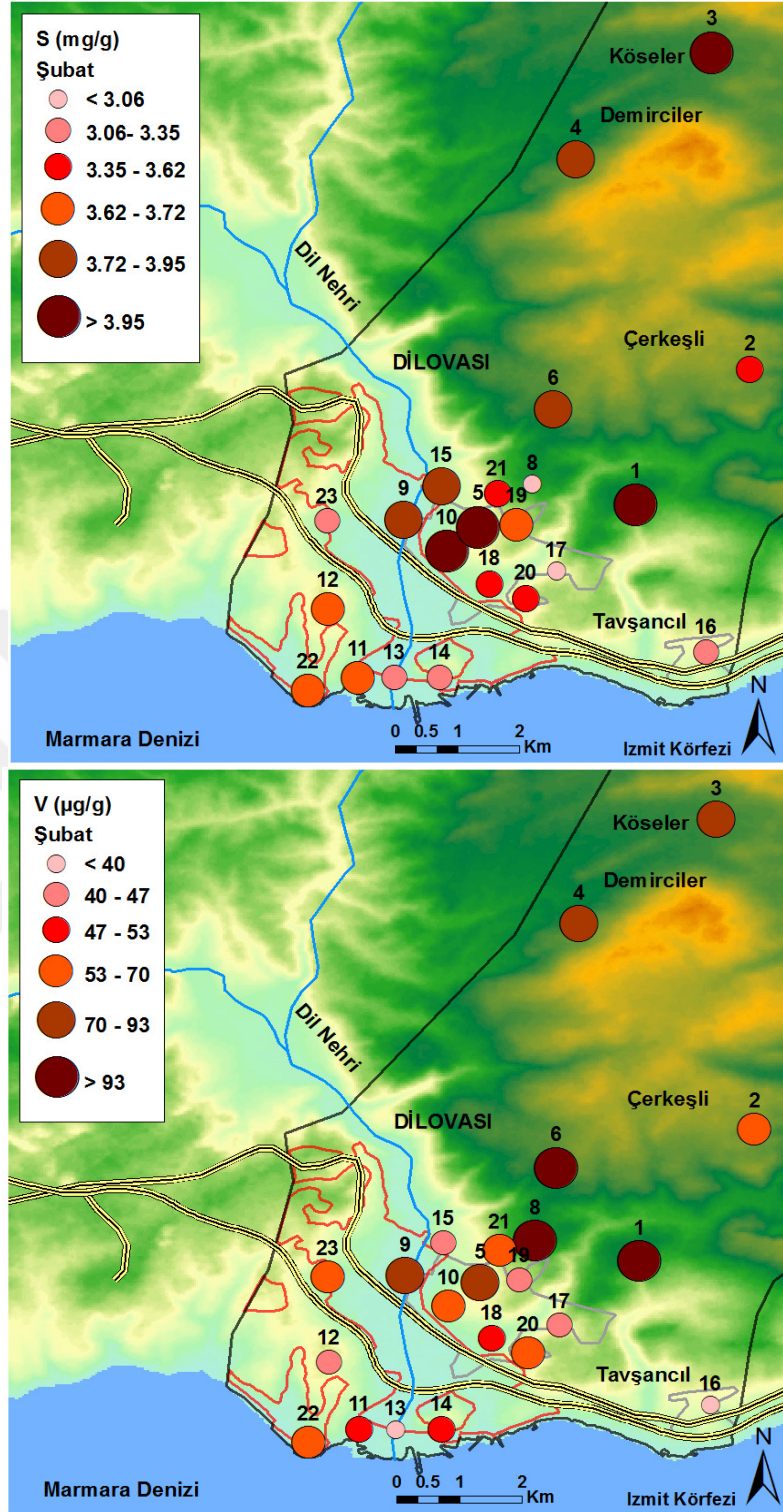 S (mg/g)
Şubat
< 3.06
3.06- 3.35
3.35 - 3.62
3.62 - 3.72
3.72 - 3.95
> 3.95
3
Köseler
Demirciler
4
Dil Nehri
DİLOVASI
Çerkeşli
2
6
15
21
8
1
9
5
19
23
10
17
18
20
12
Tavşancıl
16
22
11
13
14
N
0 0.5 1 2
Km
Marmara Denizi
Izmit Körfezi
V (µg/g)
Şubat
< 40
40 - 47
47 - 53
53 - 70
70 - 93
> 93
3
Köseler
Demirciler
4
Dil Nehri
DİLOVASI
Çerkeşli
2
6
15
21
8
1
9
5
19
23
10
17
18
20
12
Tavşancıl
16
22
11
13
14
N
0 0.5 1 2
Km
Marmara Denizi
Izmit Körfezi